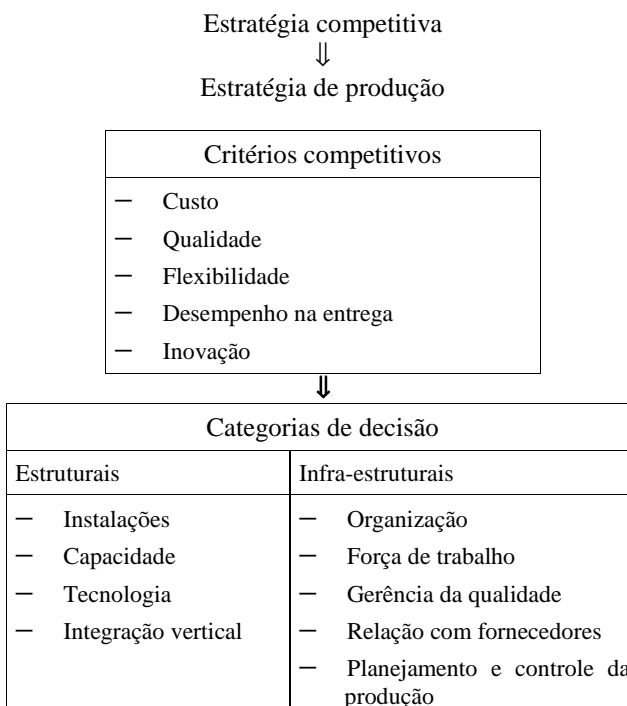 Estratégia competitiva
⇓
Estratégia de produção
Critérios competitivos
– Custo
– Qualidade
– Flexibilidade
– Desempenho na entrega
– Inovação
⇓
Categorias de decisão
Estruturais
– Instalações
– Capacidade
– Tecnologia
– Integração vertical
Infra-estruturais
– Organização
– Força de trabalho
– Gerência da qualidade
– Relação com fornecedores
– Planejamento e controle da
produção